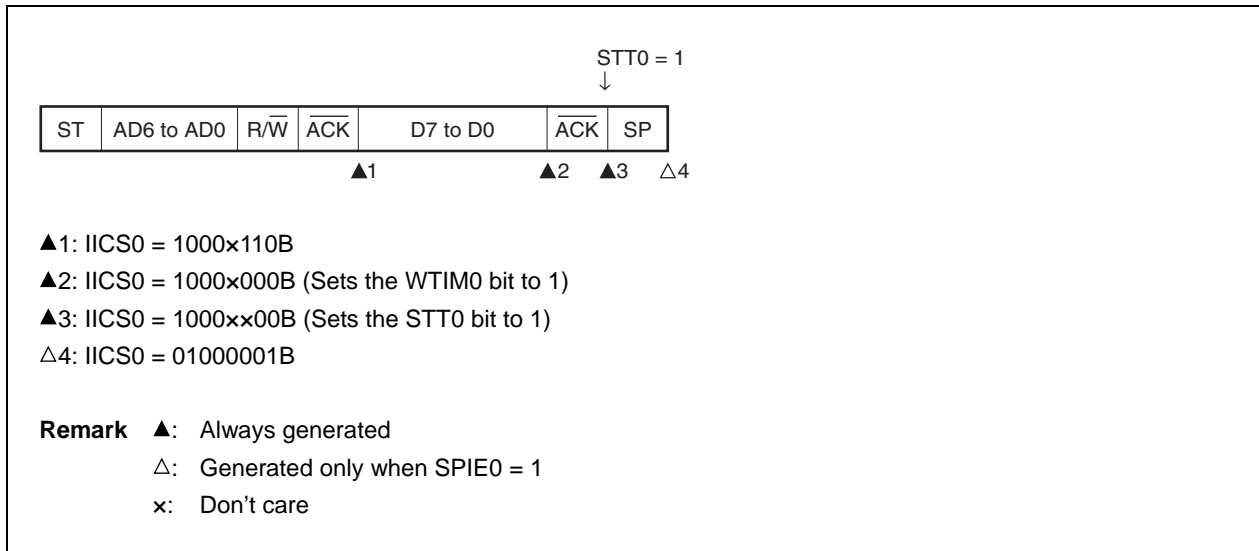 STT0 = 1
↓
ST AD6 to AD0 R/W̅ A̅C̅K̅ D7 to D0 A̅C̅K̅ SP
▲1 ▲2 ▲3 △4
▲1: IICS0 = 1000×110B
▲2: IICS0 = 1000×000B (Sets the WTIM0 bit to 1)
▲3: IICS0 = 1000××00B (Sets the STT0 bit to 1)
△4: IICS0 = 01000001B
Remark ▲: Always generated
△: Generated only when SPIE0 = 1
×: Don't care